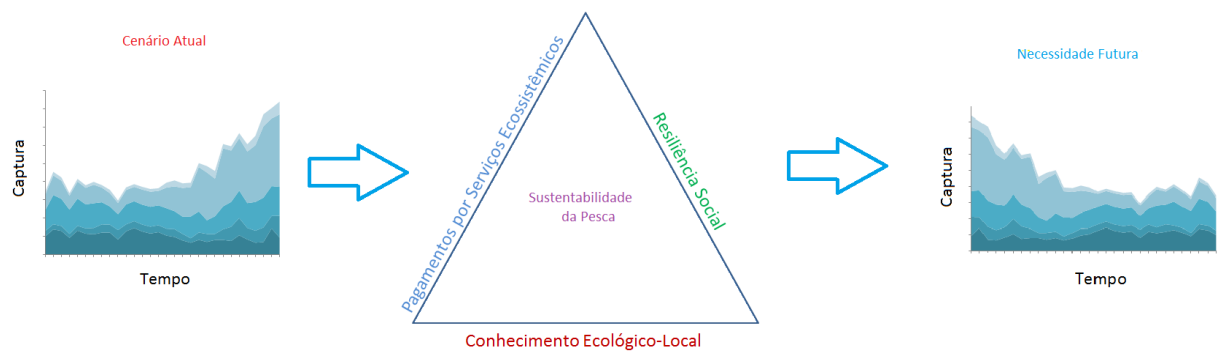 Cenário Atual
Captura
Tempo
Pagamentos por Serviços Ecossistêmicos
Resiliência Social
Sustentabilidade
da Pesca
Conhecimento Ecológico-Local
Necessidade Futura
Captura
Tempo